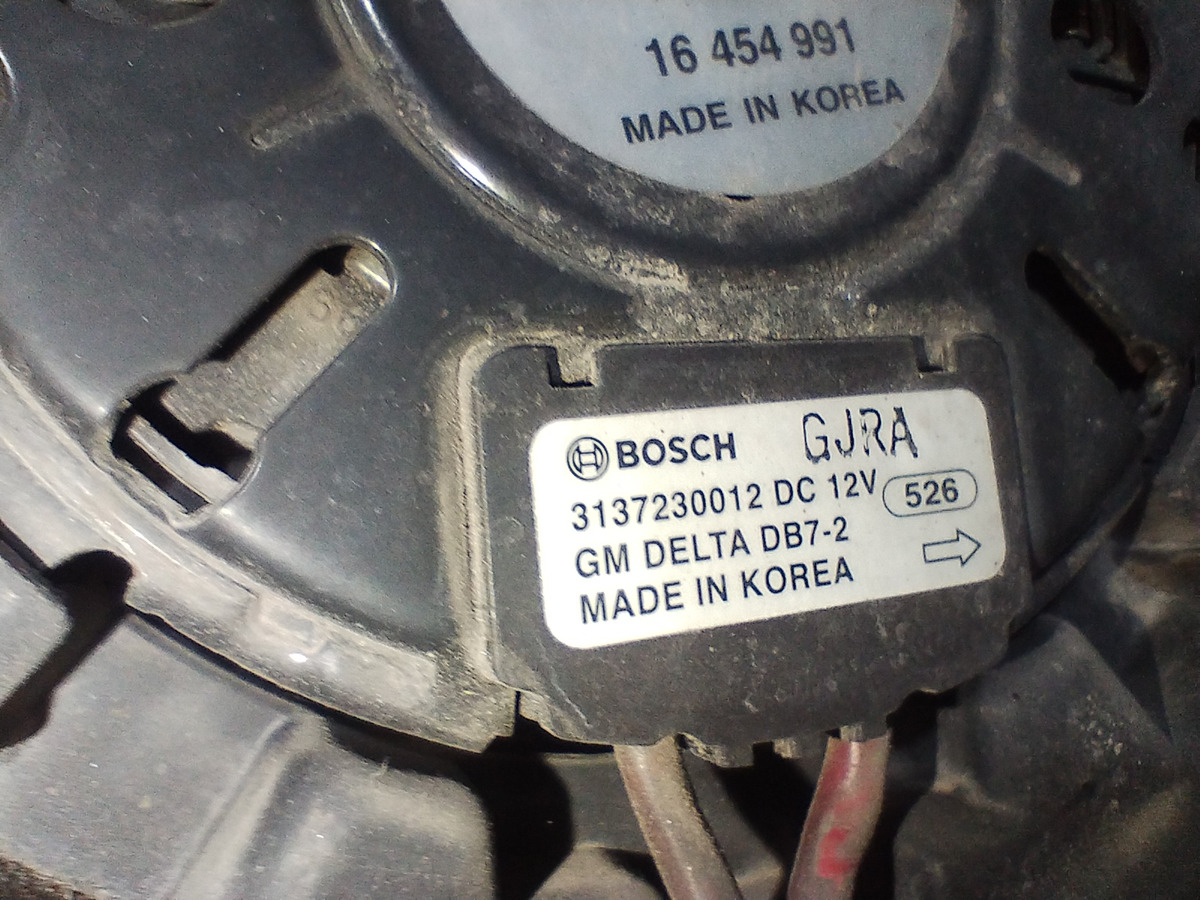 16 454 991
MADE IN KOREA
BOSCH GJRA
3137230012 DC 12V 526
GM DELTA DB7-2
MADE IN KOREA